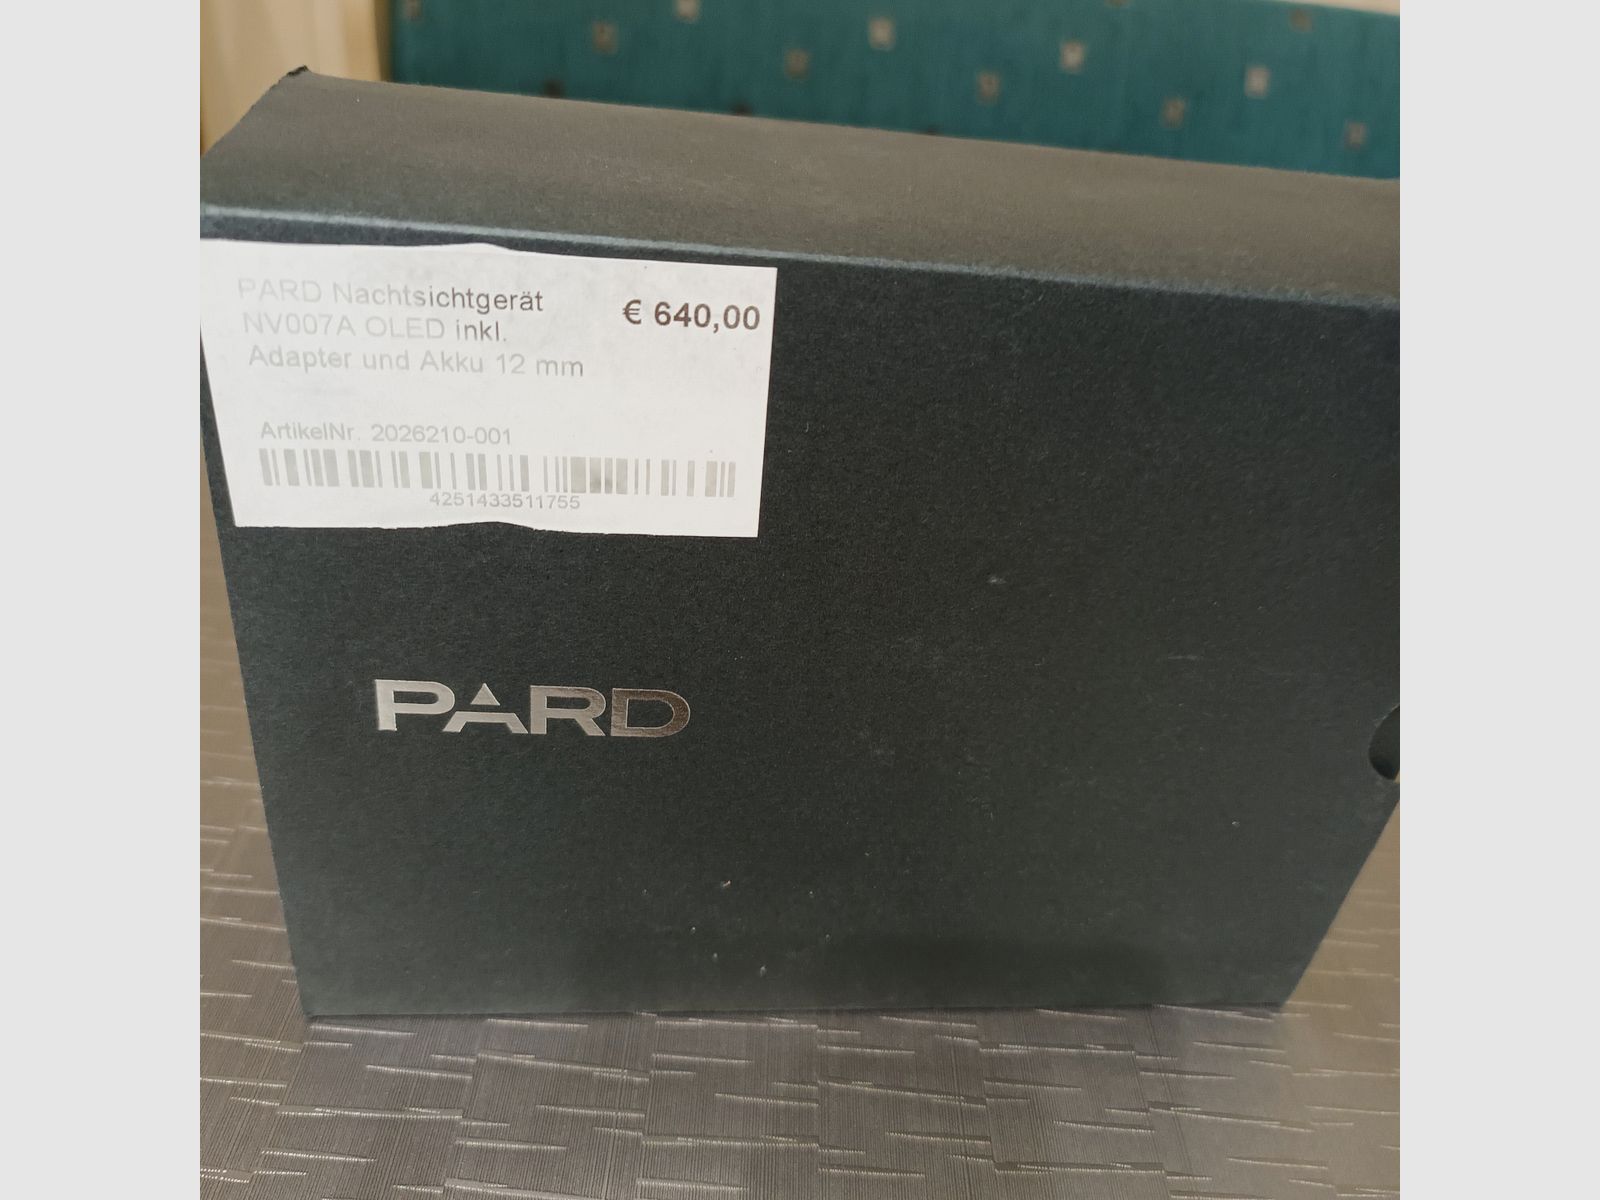 PARD Nachtsichtgerät
€ 640,00
NV007A OLED inkl.
Adapter und Akku 12 mm
ArtikelNr. 2026210-001
4251433511755
PARD